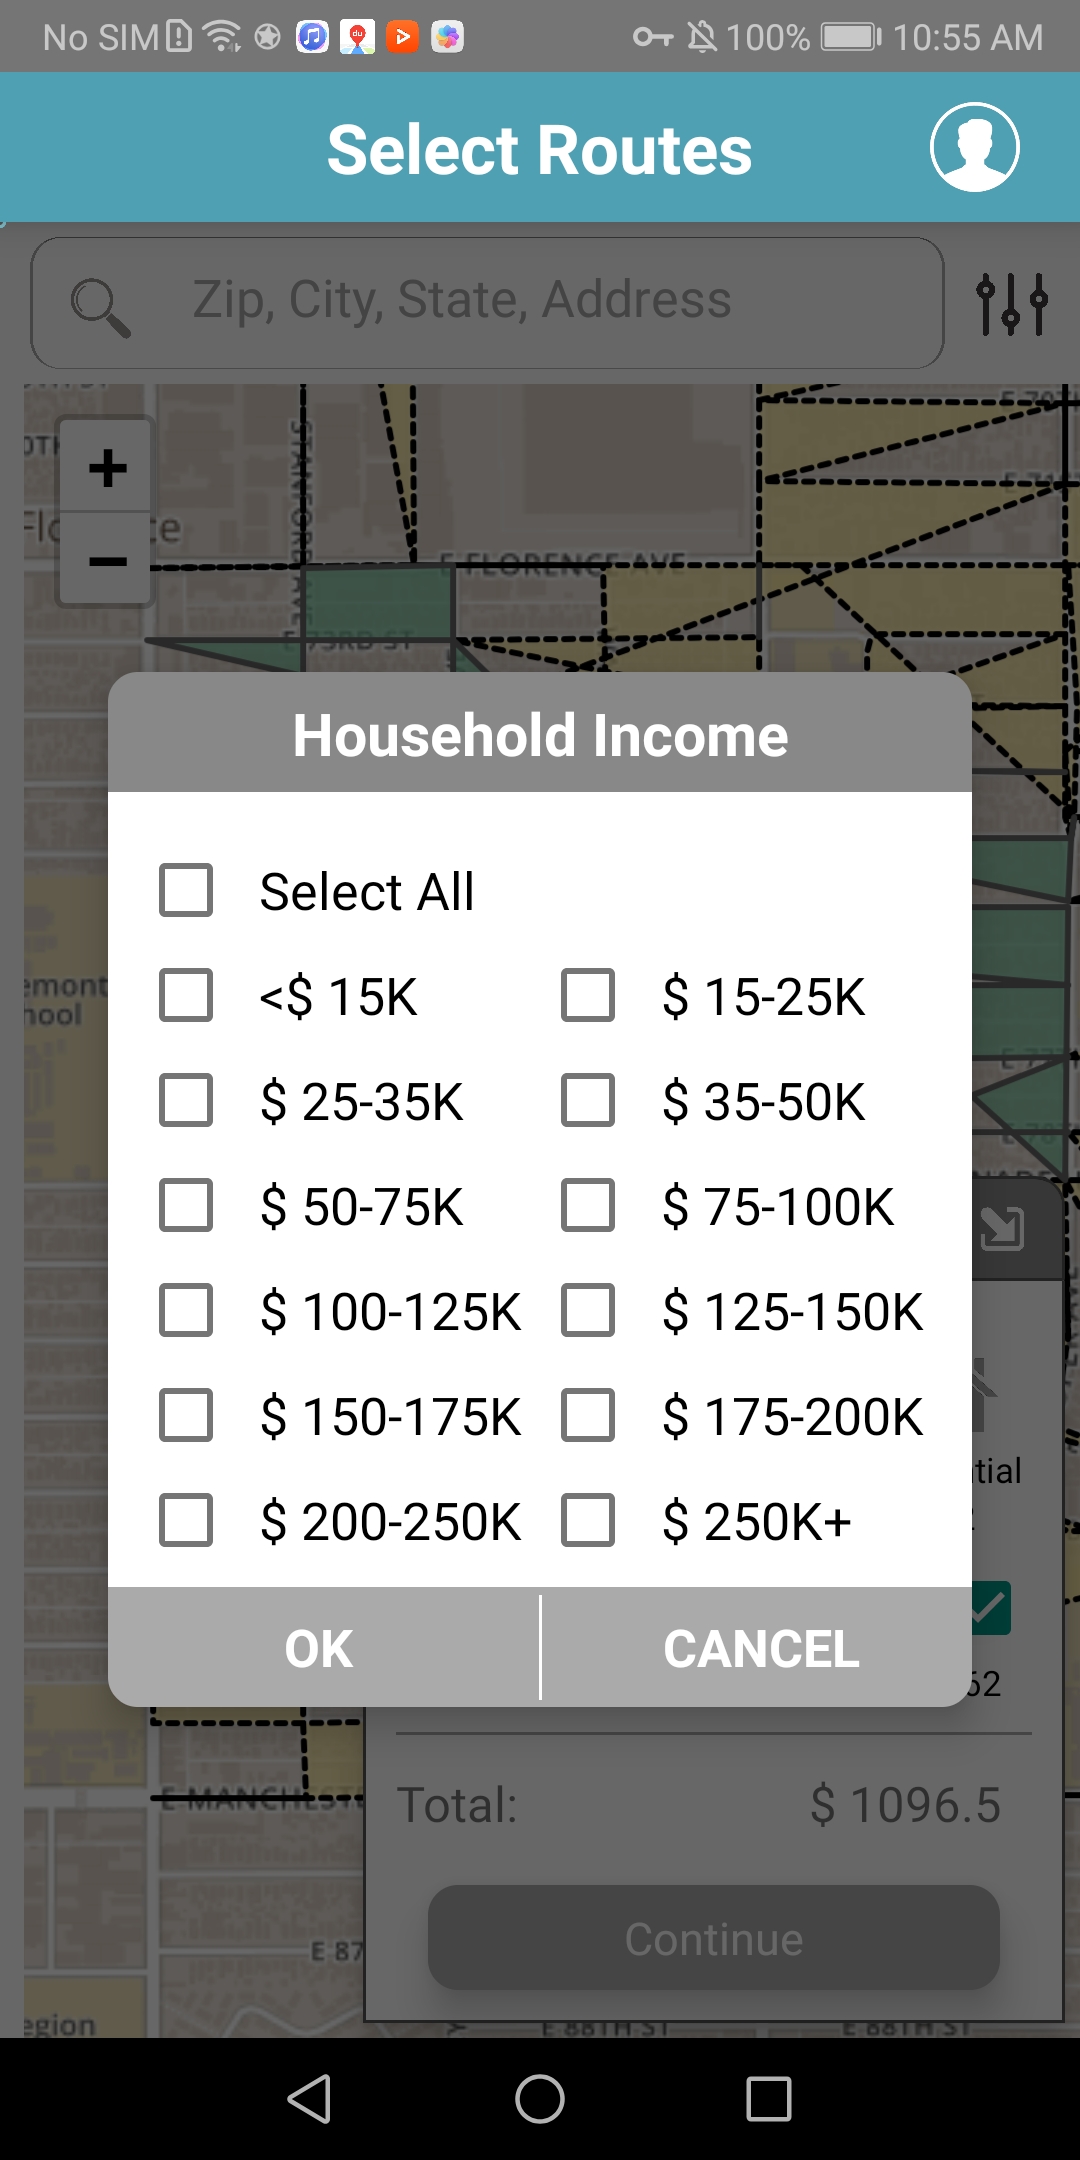 No SIM 100% 10:55 AM
Select Routes
Zip, City, State, Address
+
−
E FLORENCE AVE
E 73RD ST
Household Income
Select All
<$ 15K $ 15-25K
$ 25-35K $ 35-50K
$ 50-75K $ 75-100K
$ 100-125K $ 125-150K
$ 150-175K $ 175-200K
$ 200-250K $ 250K+
OK CANCEL
tial
62
Total: $ 1096.5
Continue
E 87
egion
E 88TH ST E 88TH ST